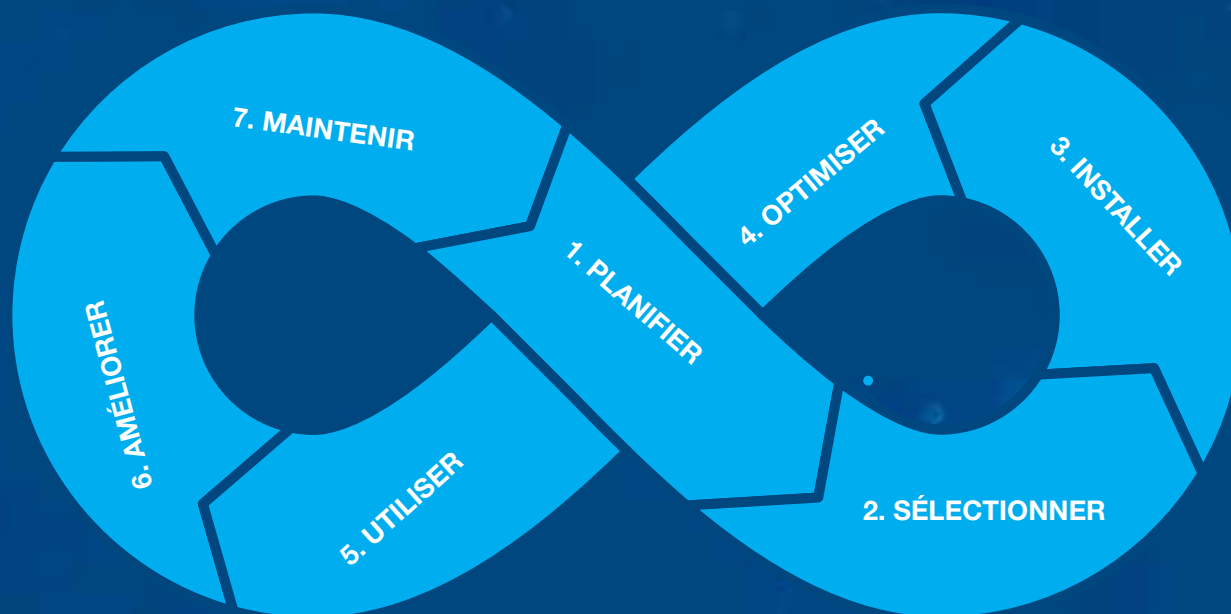 1. PLANIFIER
2. SÉLECTIONNER
3. INSTALLER
4. OPTIMISER
5. UTILISER
6. AMÉLIORER
7. MAINTENIR